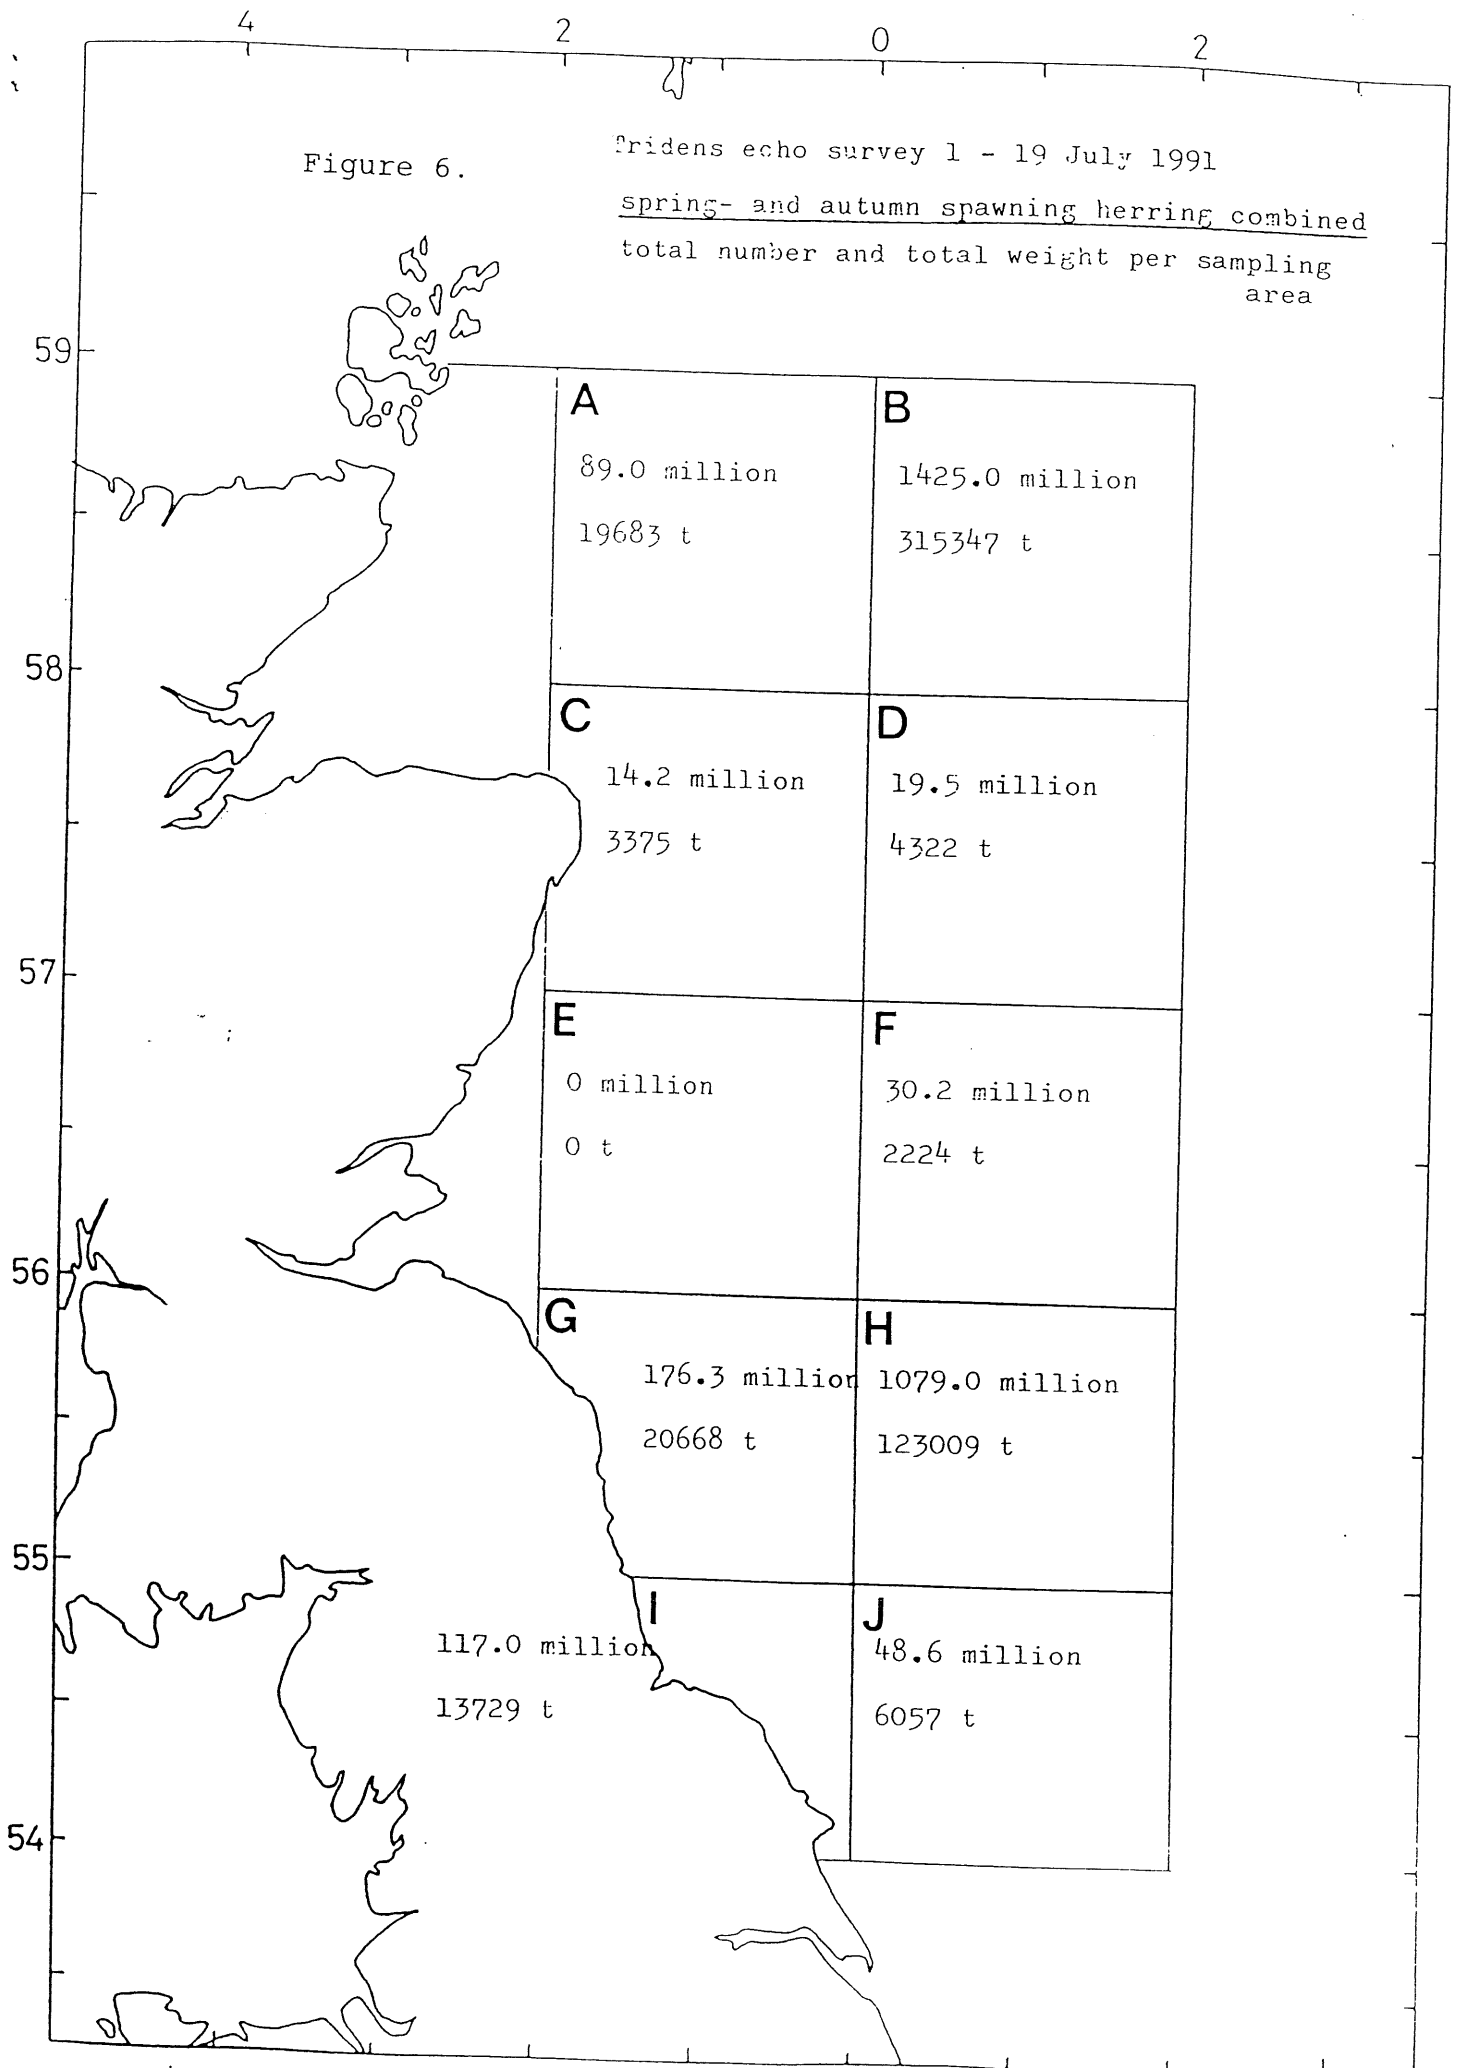 4 2 0 2
Figure 6.
Tridens echo survey 1 - 19 July 1991
spring- and autumn spawning herring combined
total number and total weight per sampling
area
59
A
B
89.0 million
1425.0 million
19683 t
315347 t
58
C
D
14.2 million
19.5 million
3375 t
4322 t
57
E
F
0 million
30.2 million
0 t
2224 t
56
G
H
176.3 million
1079.0 million
20668 t
123009 t
55
I
J
117.0 million
48.6 million
13729 t
6057 t
54